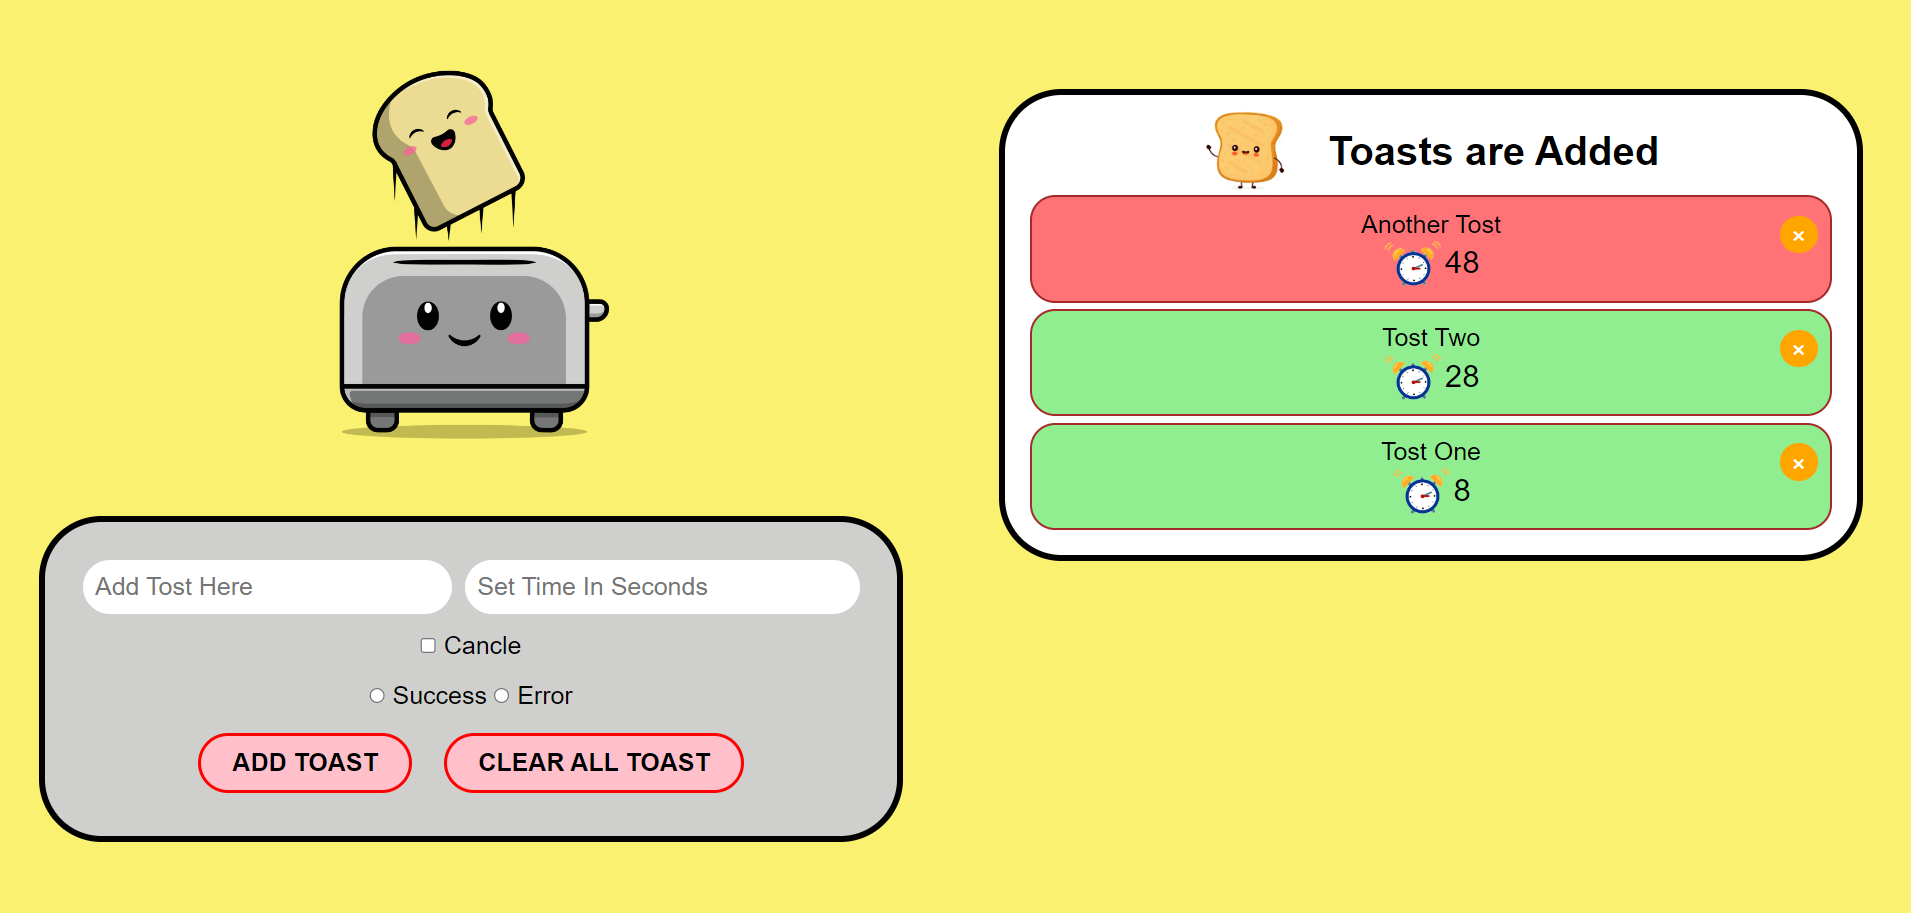 Toasts are Added
Another Tost
×
48
Tost Two
×
28
Tost One
×
8
Add Tost Here
Set Time In Seconds
Cancle
Success Error
ADD TOAST
CLEAR ALL TOAST